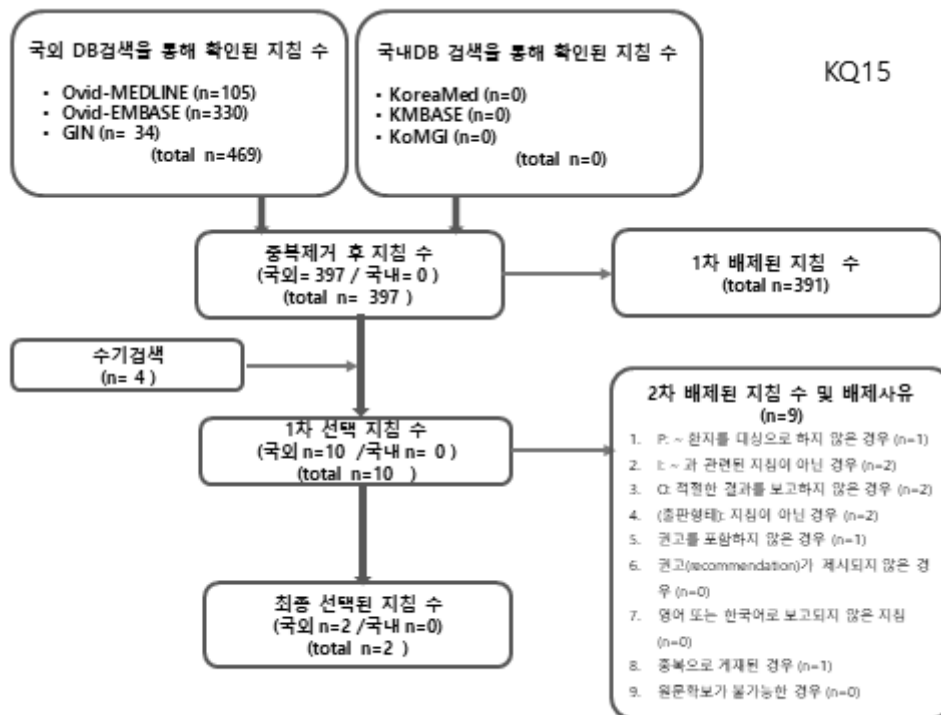 국외 DB검색을 통해 확인된 지침 수
• Ovid-MEDLINE (n=105)
• Ovid-EMBASE (n=330)
• GIN (n= 34)
(total n=469)
국내DB 검색을 통해 확인된 지침 수
• KoreaMed (n=0)
• KMBASE (n=0)
• KoMGI (n=0)
(total n=0)
KQ15
중복제거 후 지침 수
(국외= 397 / 국내= 0 )
(total n= 397 )
1차 배제된 지침 수
(total n=391)
수기검색
(n= 4 )
1차 선택 지침 수
(국외 n=10 /국내 n= 0 )
(total n=10 )
2차 배제된 지침 수 및 배제사유
(n=9)
1. P: ~ 환자를 대상으로 하지 않은 경우 (n=1)
2. I: ~ 과 관련된 지침이 아닌 경우 (n=2)
3. O: 적절한 결과를 보고하지 않은 경우 (n=2)
4. (출판형태): 지침이 아닌 경우 (n=2)
5. 권고를 포함하지 않은 경우 (n=1)
6. 권고(recommendation)가 제시되지 않은 경
우 (n=0)
7. 영어 또는 한국어로 보고되지 않은 지침
(n=0)
8. 중복으로 게재된 경우 (n=1)
9. 원문확보가 불가능한 경우 (n=0)
최종 선택된 지침 수
(국외 n=2 /국내 n=0)
(total n=2 )